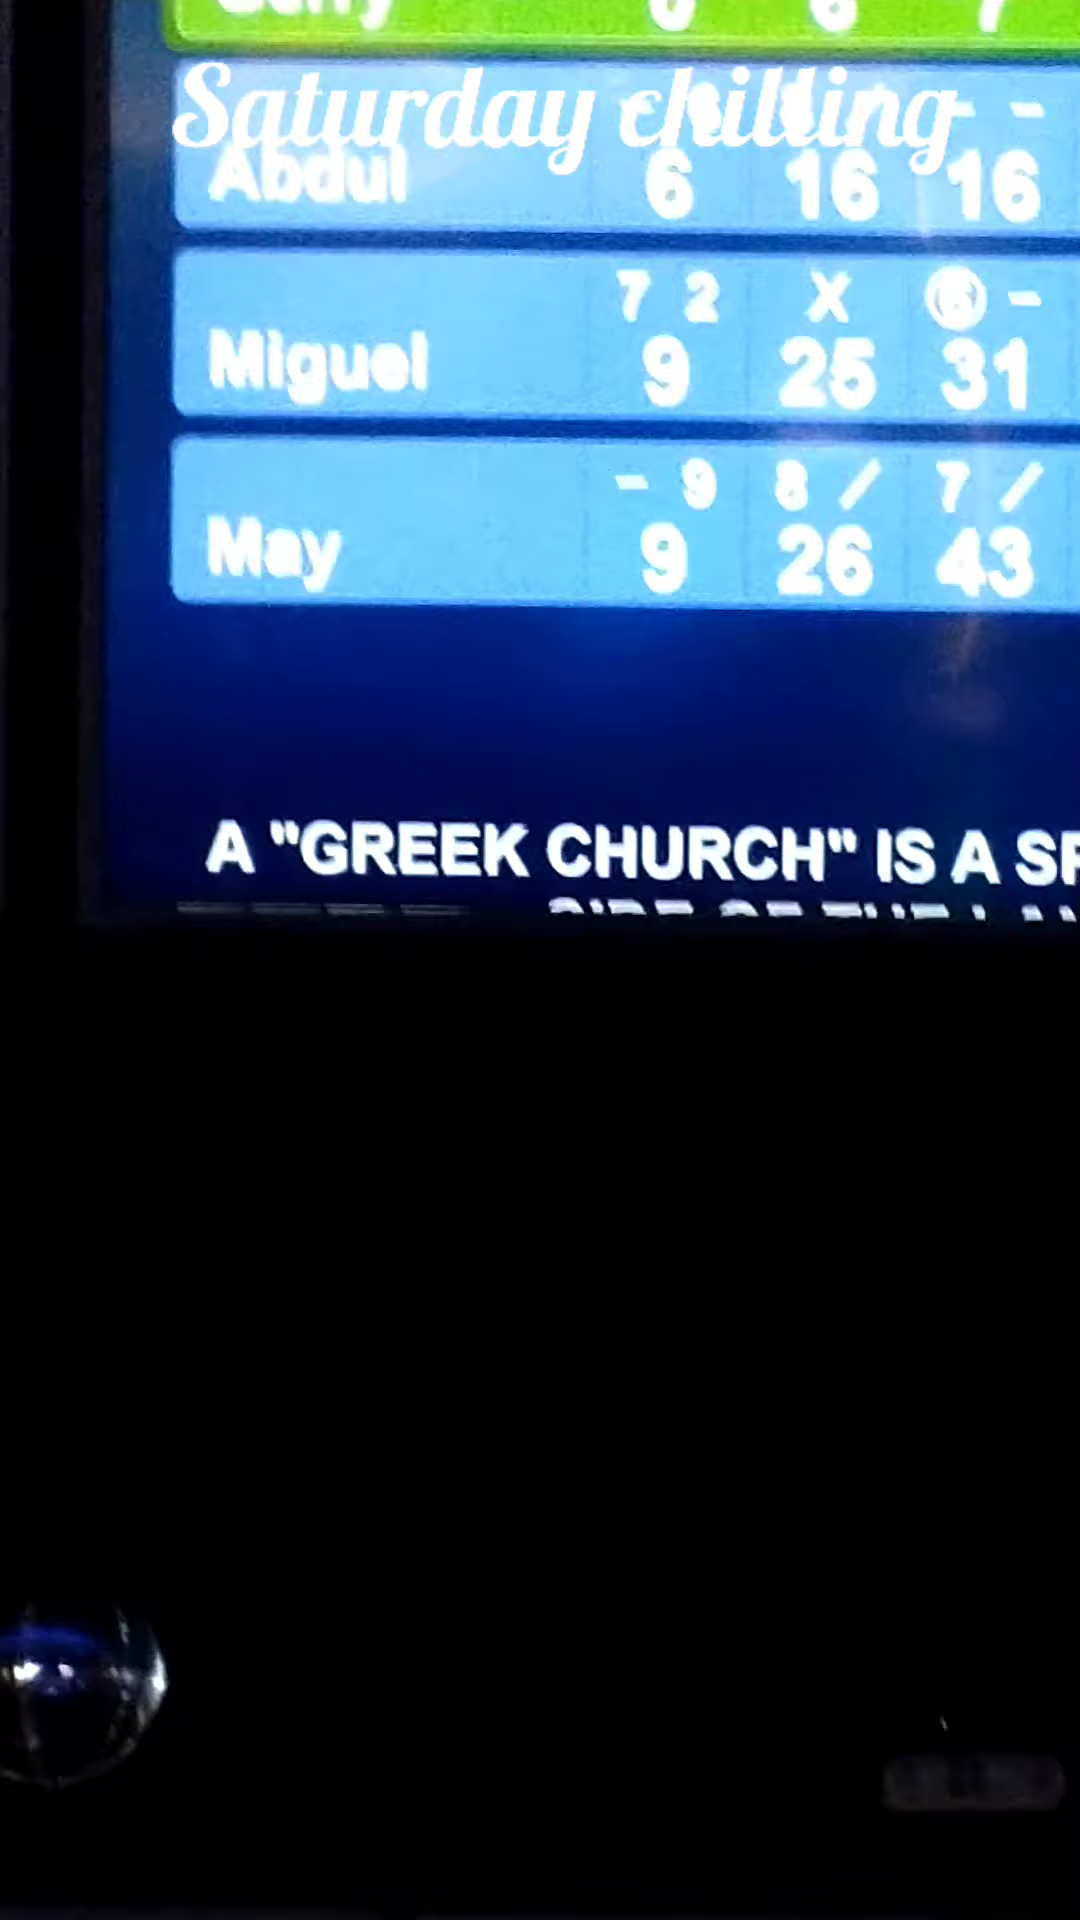 Saturday chilling
Abdul 6 16 16
7 2 X 6 -
Miguel 9 25 31
- 9 8 / 7 /
May 9 26 43
A "GREEK CHURCH" IS A